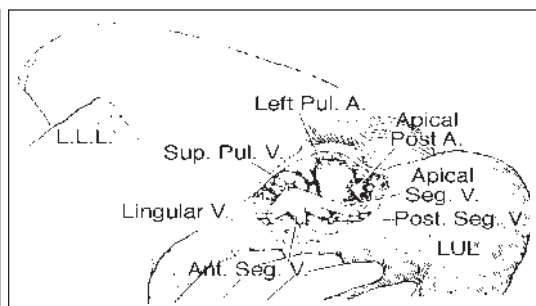 Left Pul. A.
Apical
Post A.
L.L.L.
Sup. Pul. V.
Apical
Seg. V.
Lingular V.
Post. Seg. V.
LUL
Ant. Seg. V.